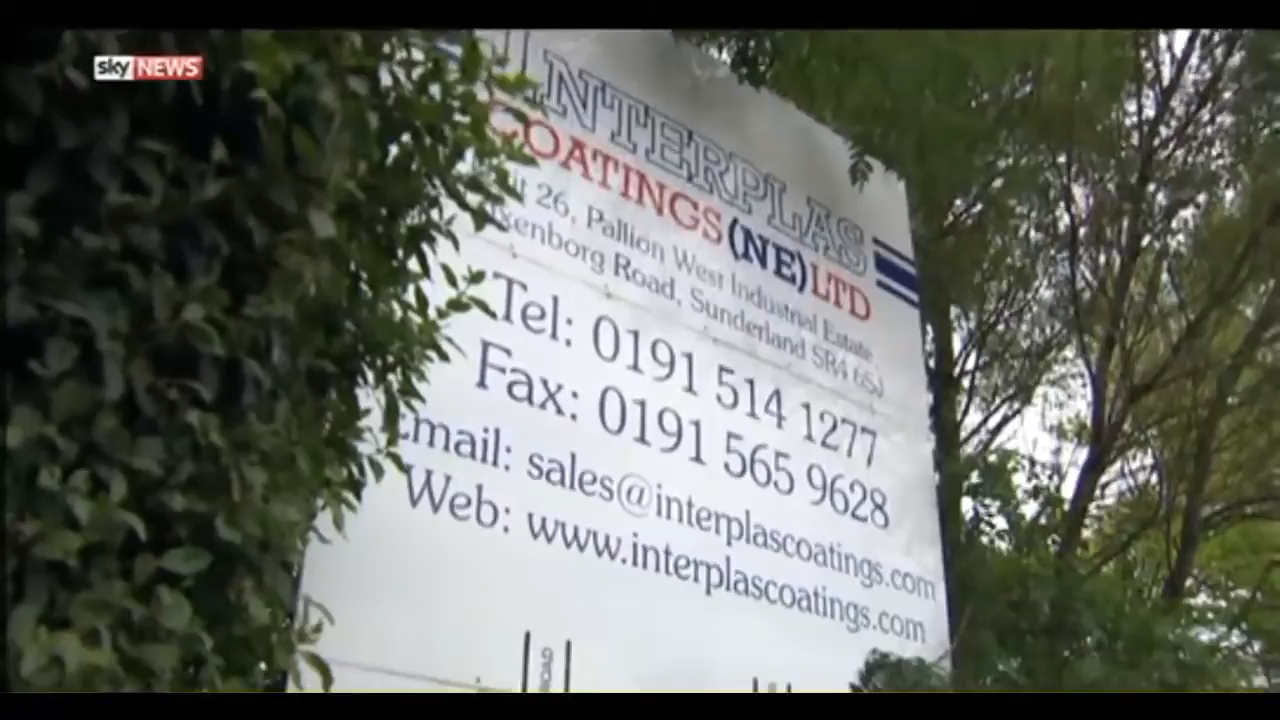 sky NEWS
INTERPLAS
COATINGS (NE) LTD
26, Pallion West Industrial Estate
Road, Sunderland SR4 6SJ
Tel: 0191 514 1277
Fax: 0191 565 9628
Email: sales@interplascoatings.com
Web: www.interplascoatings.com